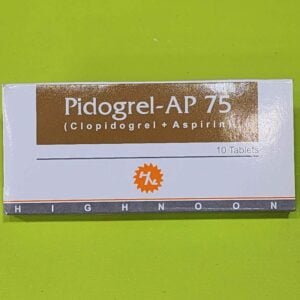 Pidogrel-AP 75
(Clopidogrel + Aspirin)
10 Tablets
HIGHNOON